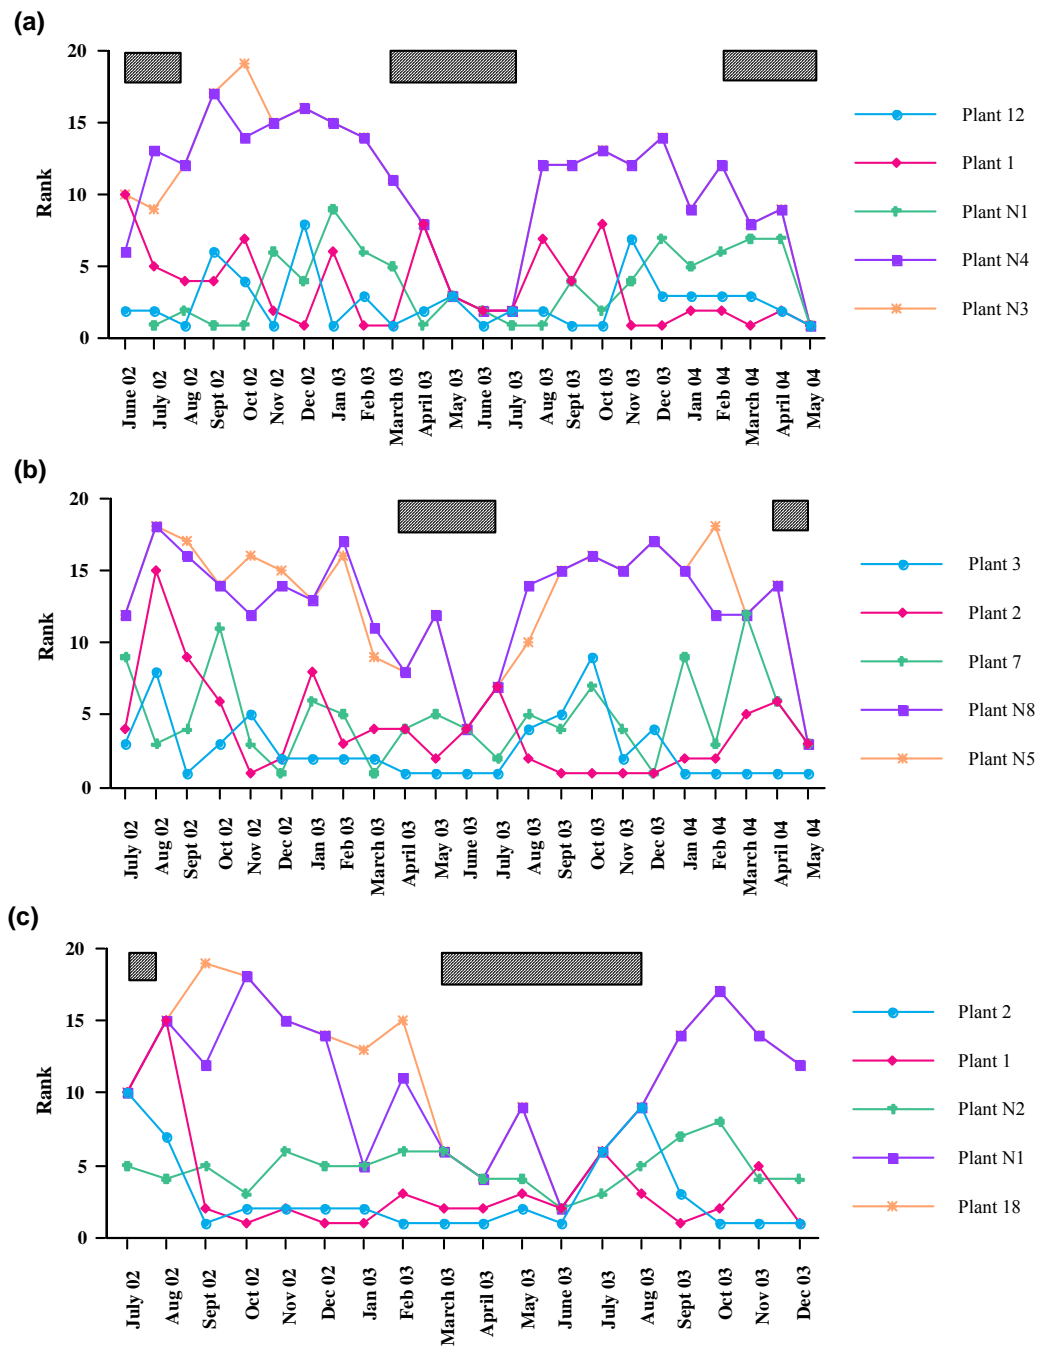 (a)
20
15
10
5
0
Rank
June 02
July 02
Aug 02
Sept 02
Oct 02
Nov 02
Dec 02
Jan 03
Feb 03
March 03
April 03
May 03
June 03
July 03
Aug 03
Sept 03
Oct 03
Nov 03
Dec 03
Jan 04
Feb 04
March 04
April 04
May 04
Plant 12
Plant 1
Plant N1
Plant N4
Plant N3
(b)
20
15
10
5
0
Rank
July 02
Aug 02
Sept 02
Oct 02
Nov 02
Dec 02
Jan 03
Feb 03
March 03
April 03
May 03
June 03
July 03
Aug 03
Sept 03
Oct 03
Nov 03
Dec 03
Jan 04
Feb 04
March 04
April 04
May 04
Plant 3
Plant 2
Plant 7
Plant N8
Plant N5
(c)
20
15
10
5
0
Rank
July 02
Aug 02
Sept 02
Oct 02
Nov 02
Dec 02
Jan 03
Feb 03
March 03
April 03
May 03
June 03
July 03
Aug 03
Sept 03
Oct 03
Nov 03
Dec 03
Plant 2
Plant 1
Plant N2
Plant N1
Plant 18